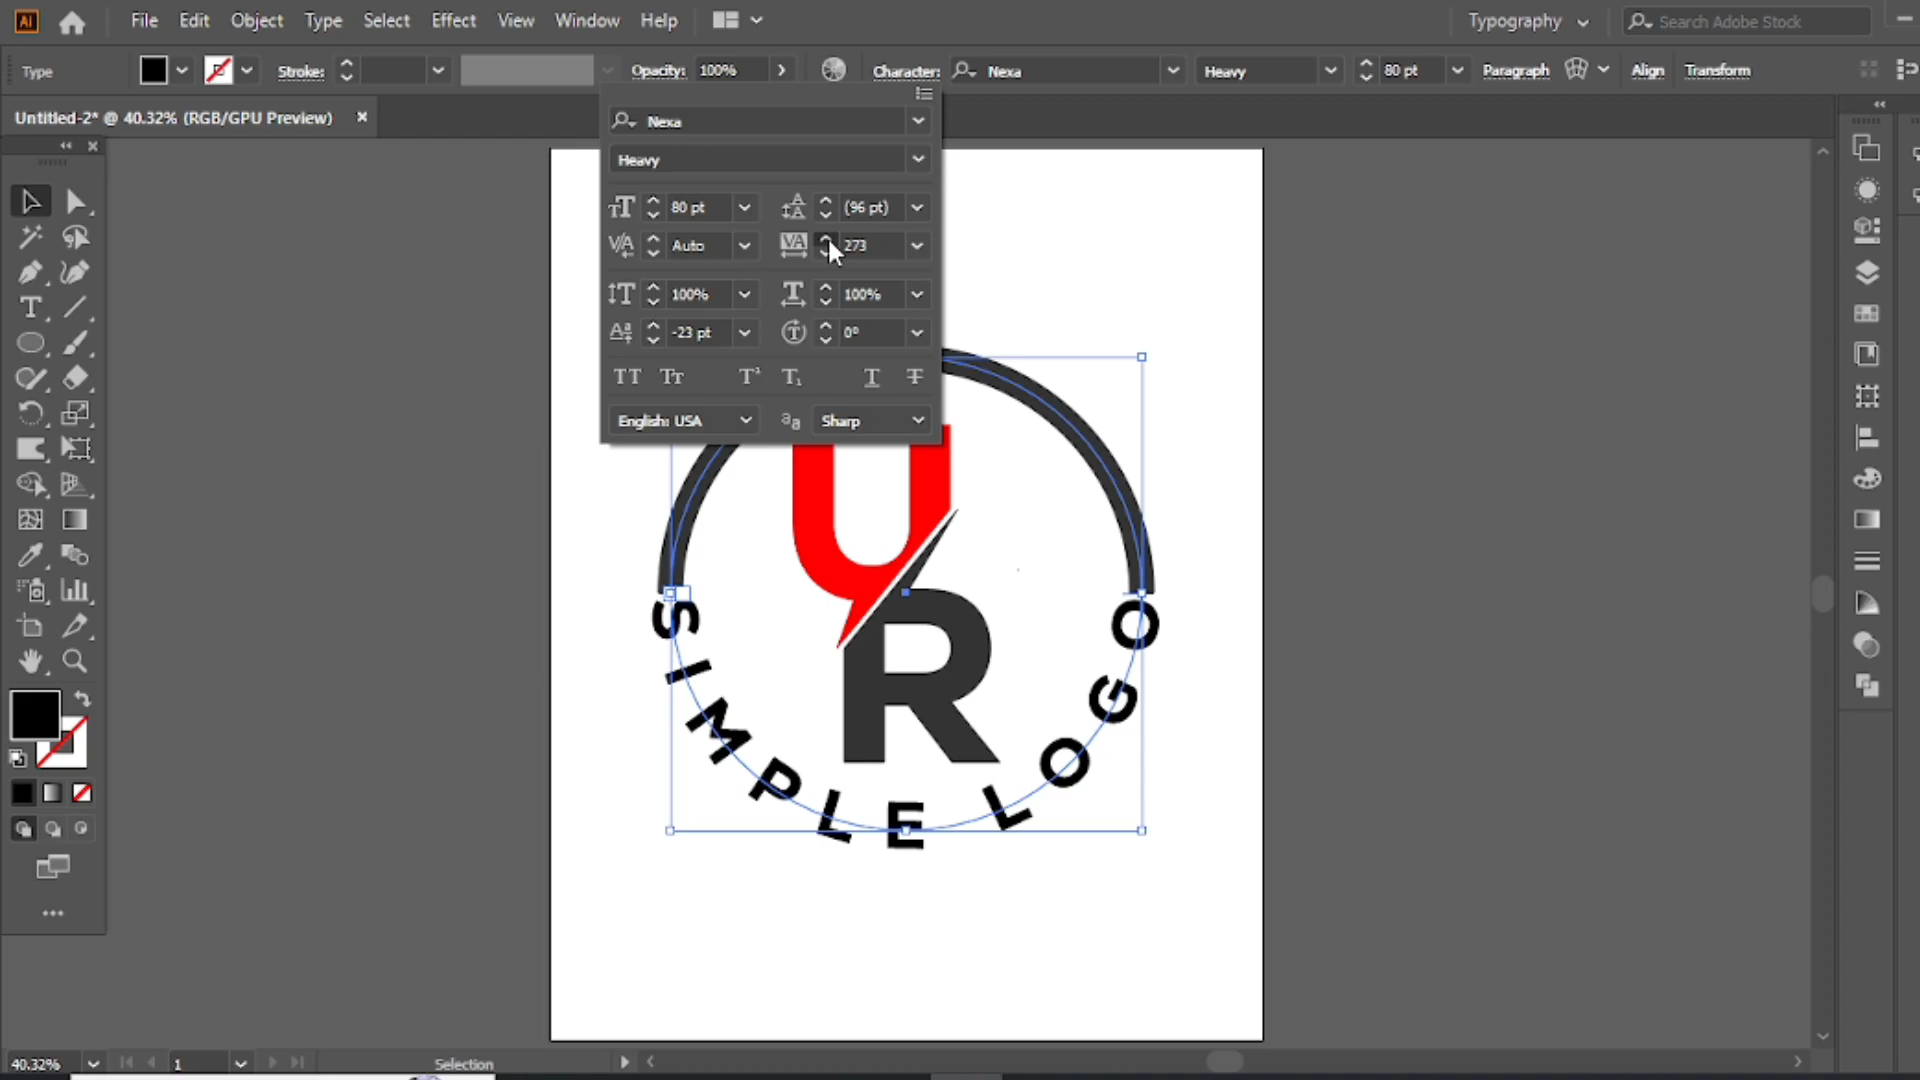 Ai File Edit Object Type Select Effect View Window Help Typography Search Adobe Stock
Type Stroke: Opacity: 100% Character: Nexa Heavy 80 pt Paragraph Align Transform
Untitled-2* @ 40.32% (RGB/GPU Preview)
Nexa
Heavy
80 pt (96 pt)
Auto 273
100% 100%
-23 pt 0°
English: USA Sharp
U
R
SIMPLE LOGO
40.32% 1 Selection